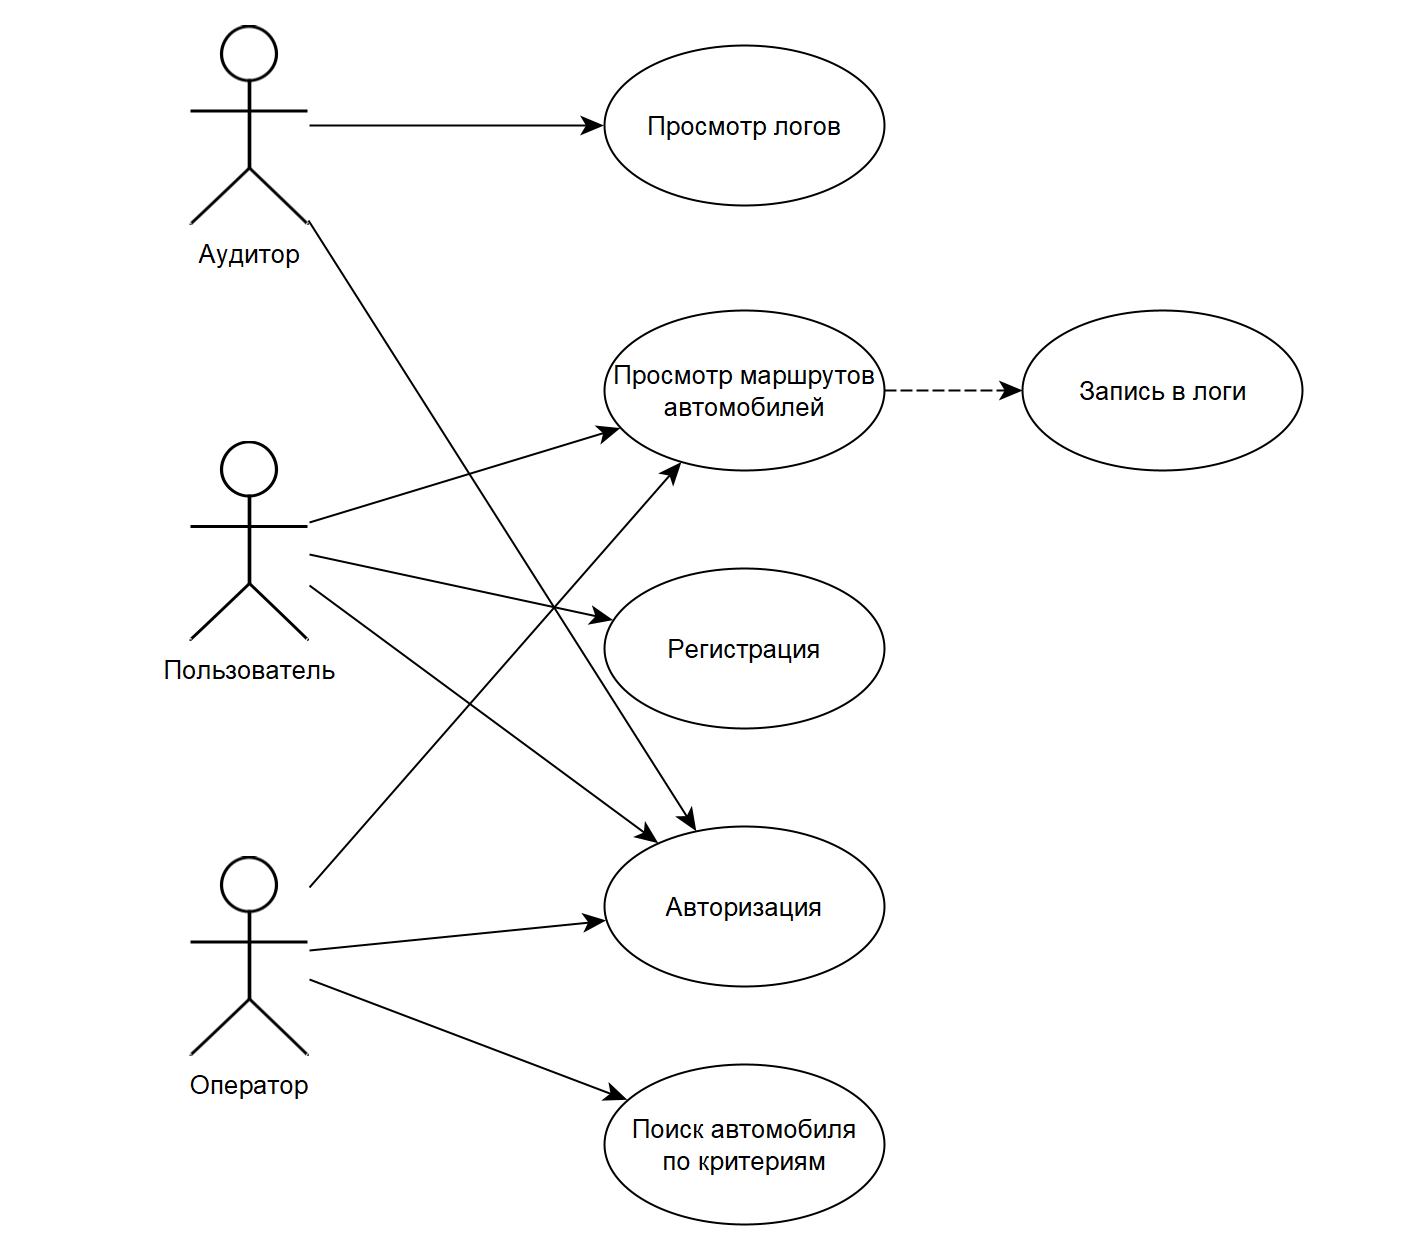 Просмотр логов
Аудитор
Просмотр маршрутов
автомобилей
Запись в логи
Регистрация
Пользователь
Авторизация
Оператор
Поиск автомобиля
по критериям